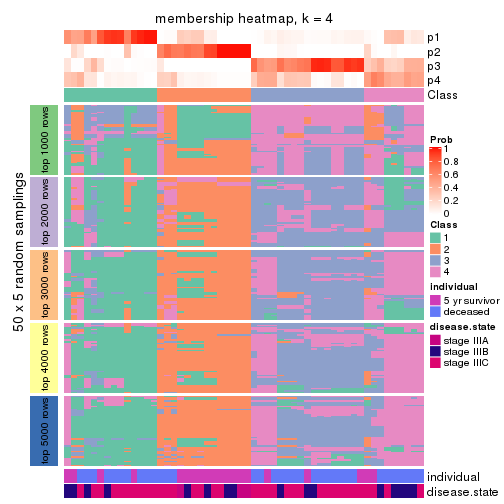 membership heatmap, k = 4
p1
p2
p3
p4
Class
50 x 5 random samplings
top 1000 rows
top 2000 rows
top 3000 rows
top 4000 rows
top 5000 rows
individual
disease.state
Prob
1
0.8
0.6
0.4
0.2
0
Class
1
2
3
4
individual
5 yr survivor
deceased
disease.state
stage IIIA
stage IIIB
stage IIIC